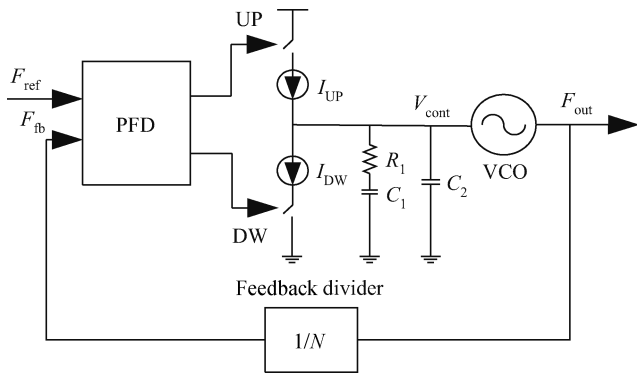 UP
F_ref
F_fb
PFD
I_UP
V_cont
F_out
I_DW
R_1
C_1
C_2
VCO
DW
Feedback divider
1/N